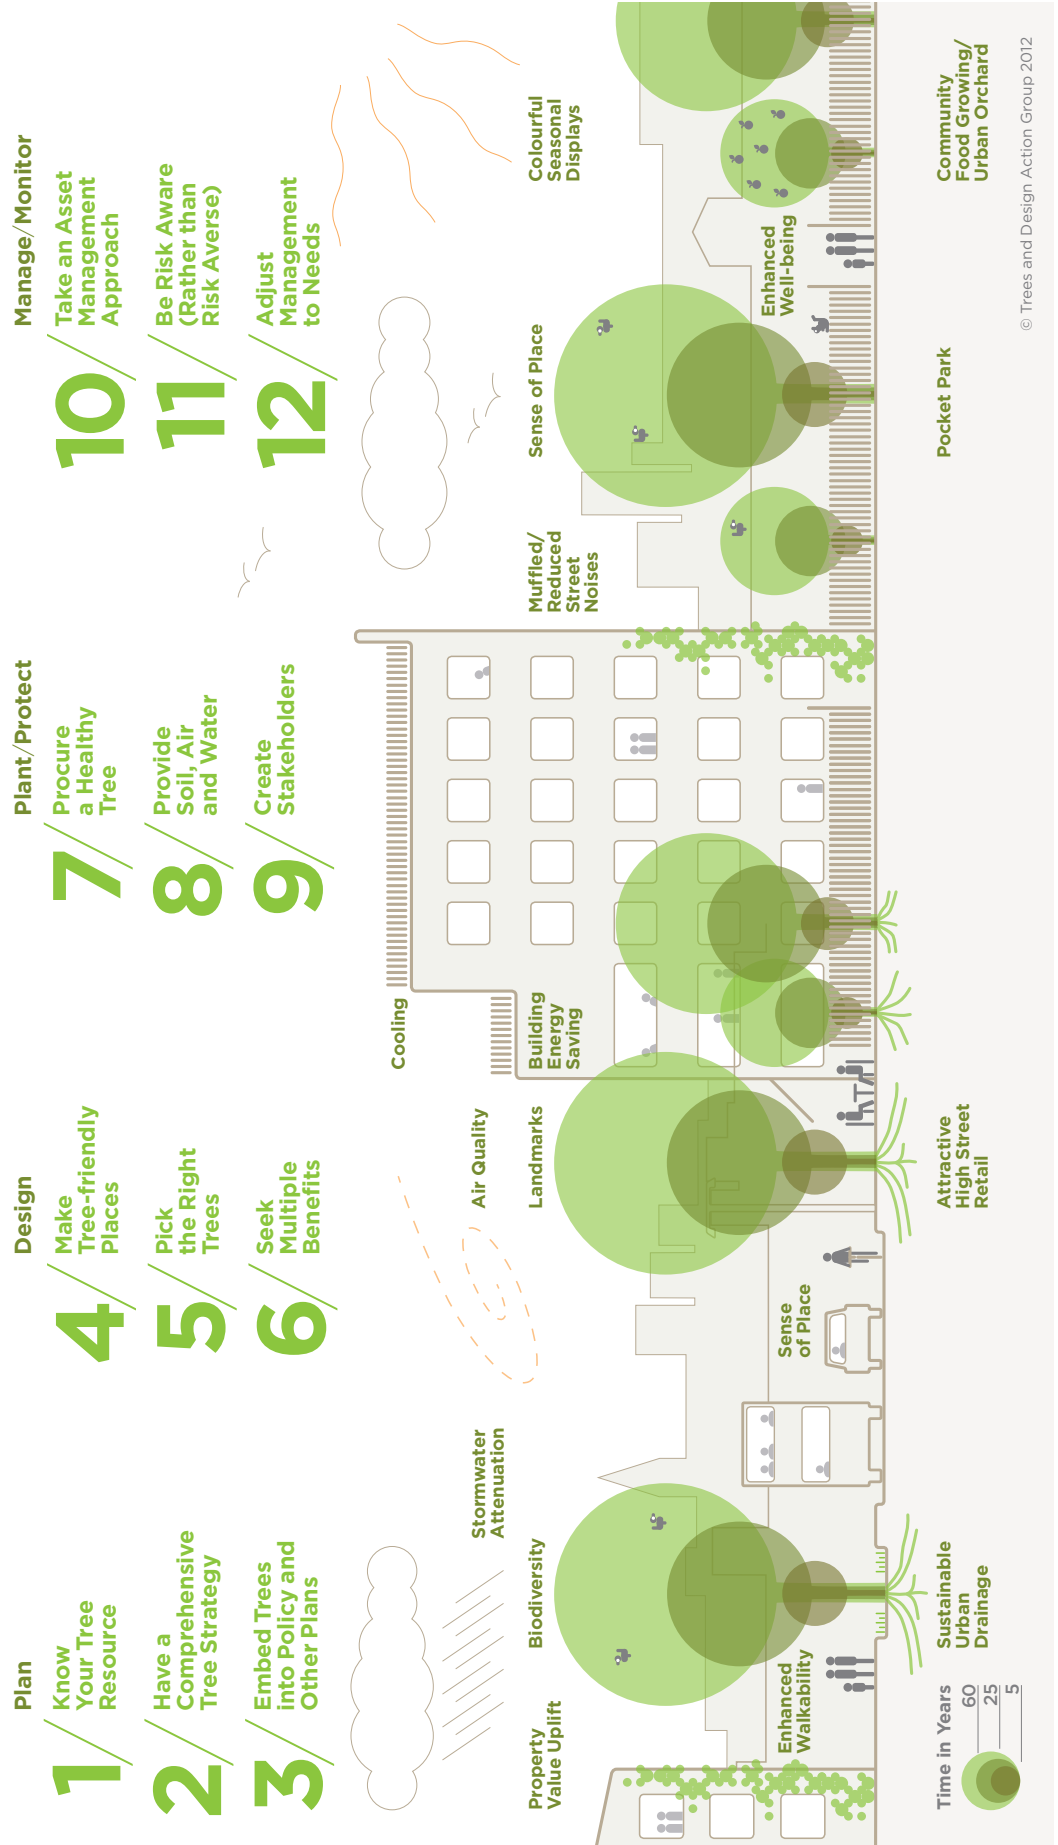 Plan
1
Know
Your Tree
Resource
2
Have a
Comprehensive
Tree Strategy
3
Embed Trees
into Policy and
Other Plans
Design
4
Make
Tree-friendly
Places
5
Pick
the Right
Trees
6
Seek
Multiple
Benefits
Plant/Protect
7
Procure
a Healthy
Tree
8
Provide
Soil, Air
and Water
9
Create
Stakeholders
Manage/Monitor
10
Take an Asset
Management
Approach
11
Be Risk Aware
(Rather than
Risk Averse)
12
Adjust
Management
to Needs
Cooling
Stormwater
Attenuation
Air Quality
Property
Value Uplift
Biodiversity
Landmarks
Building
Energy
Saving
Muffled/
Reduced
Street
Noises
Sense of Place
Colourful
Seasonal
Displays
Enhanced
Walkability
Sense
of Place
Enhanced
Well-being
Time in Years
60
25
5
Sustainable
Urban
Drainage
Attractive
High Street
Retail
Pocket Park
Community
Food Growing/
Urban Orchard
© Trees and Design Action Group 2012